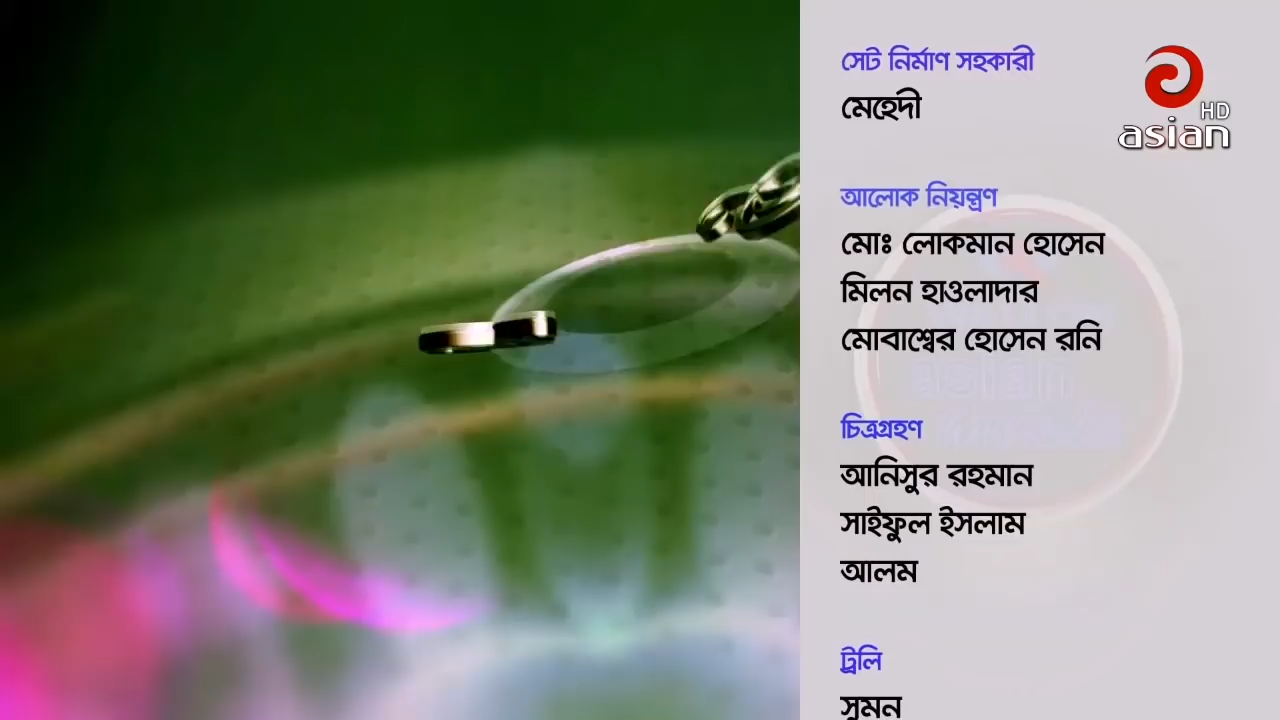 সেট নির্মাণ সহকারী
মেহেদী
HD
asian
আলোক নিয়ন্ত্রণ
মোঃ লোকমান হোসেন
মিলন হাওলাদার
মোবাশ্বের হোসেন রনি
চিত্রগ্রহণ
আনিসুর রহমান
সাইফুল ইসলাম
আলম
ট্রলি
সুমন